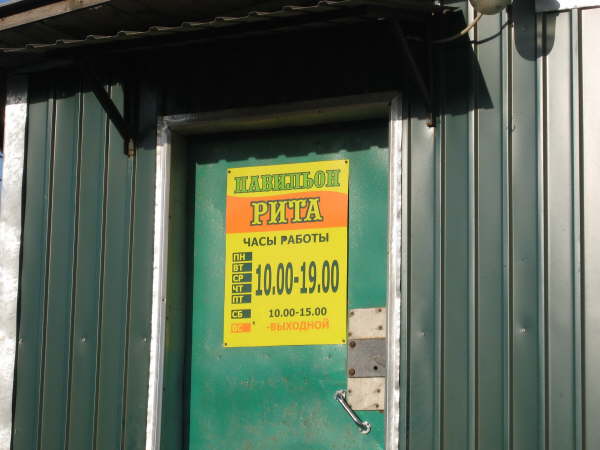 ПАВИЛЬОН
РИТА
ЧАСЫ РАБОТЫ
ПН
ВТ
СР
ЧТ
ПТ
10.00-19.00
СБ 10.00-15.00
ВС -ВЫХОДНОЙ